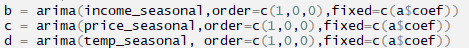 b = arima(income_seasonal,order=c(1,0,0),fixed=c(a$coef))
c = arima(price_seasonal,order=c(1,0,0),fixed=c(a$coef))
d = arima(temp_seasonal, order=c(1,0,0),fixed=c(a$coef))